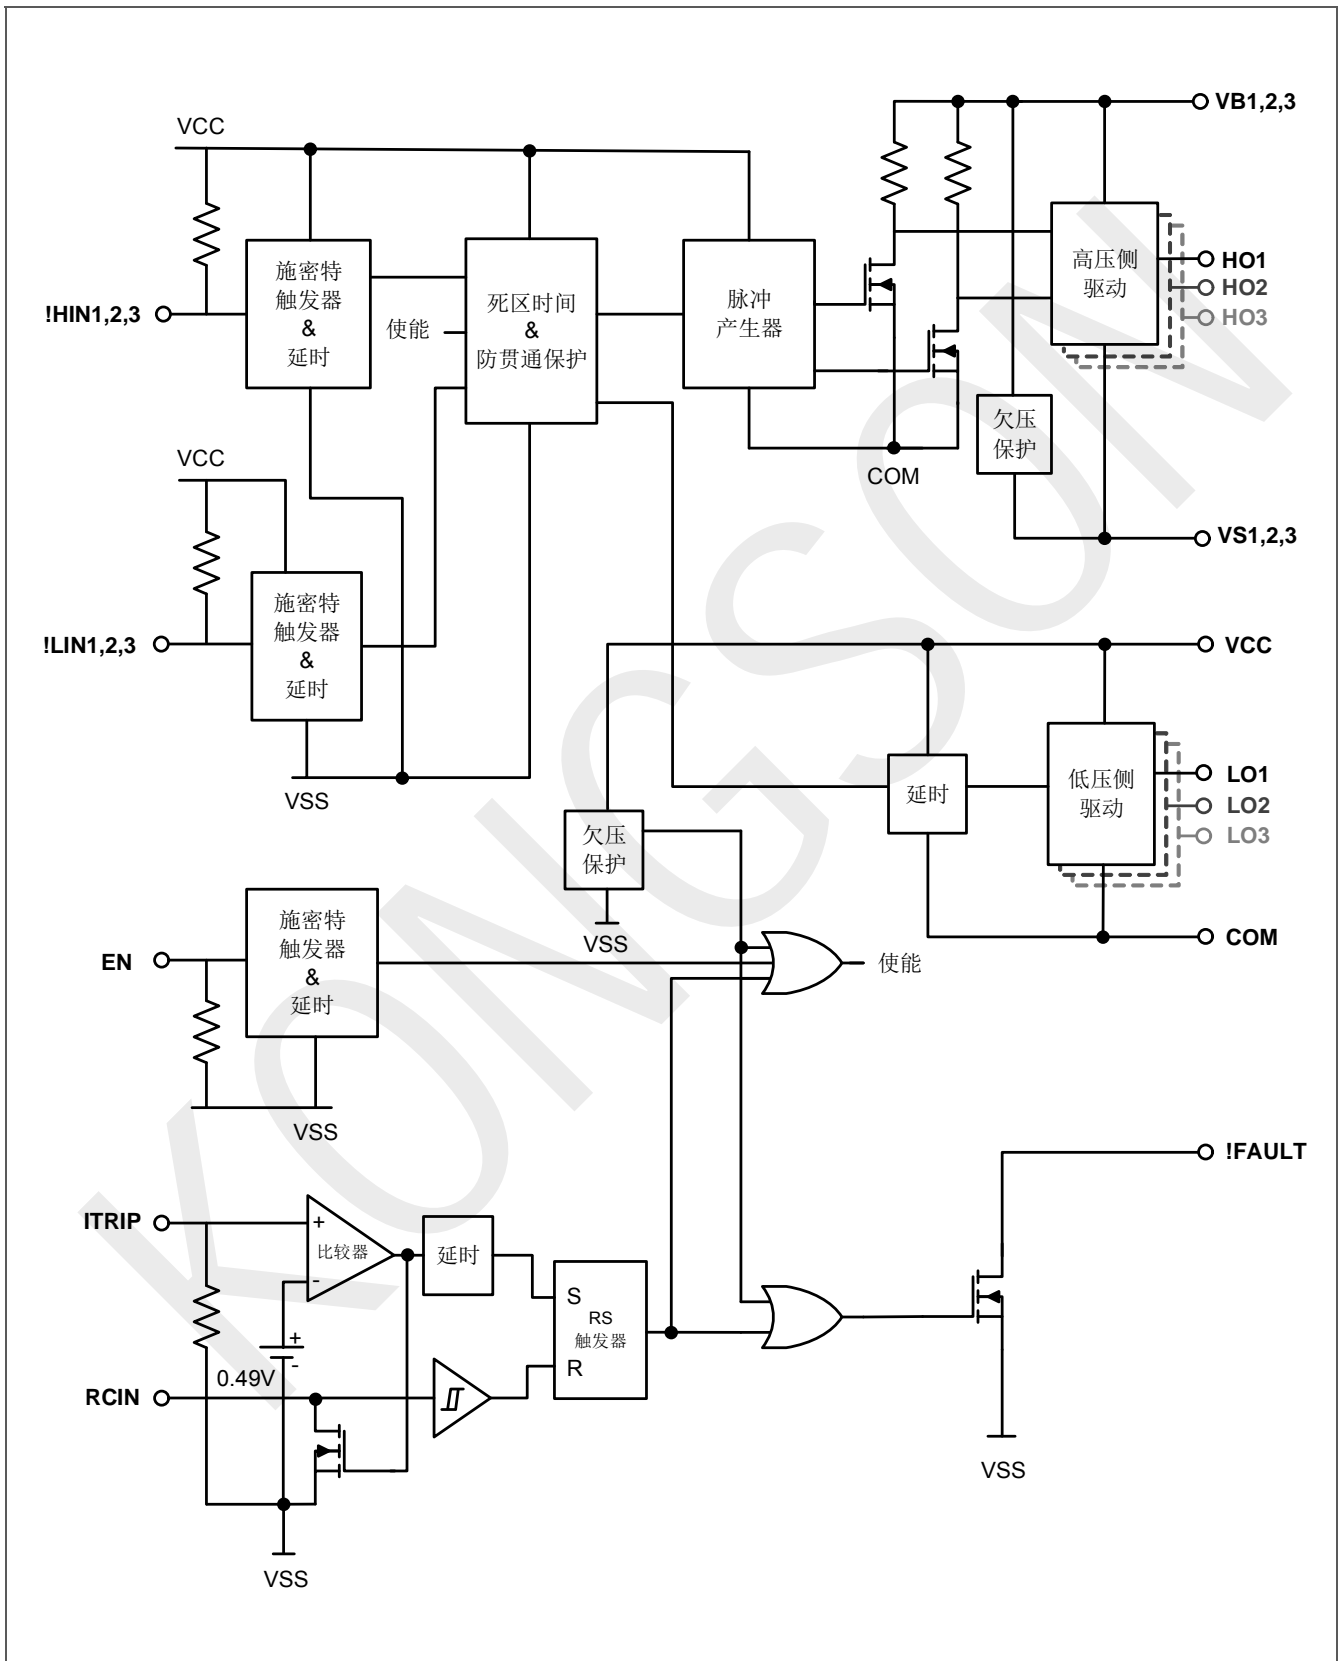 VB1,2,3
VCC
施密特
触发器
&
延时
!HIN1,2,3
使能
死区时间
&
防贯通保护
脉冲
产生器
高压侧
驱动
HO1
HO2
HO3
欠压
保护
COM
VS1,2,3
VCC
施密特
触发器
&
延时
!LIN1,2,3
VSS
VCC
延时
低压侧
驱动
LO1
LO2
LO3
欠压
保护
VSS
COM
施密特
触发器
&
延时
EN
使能
VSS
!FAULT
ITRIP
+
比较器
-
延时
S
RS
触发器
R
+
-
0.49V
RCIN
VSS
VSS
KONGSON